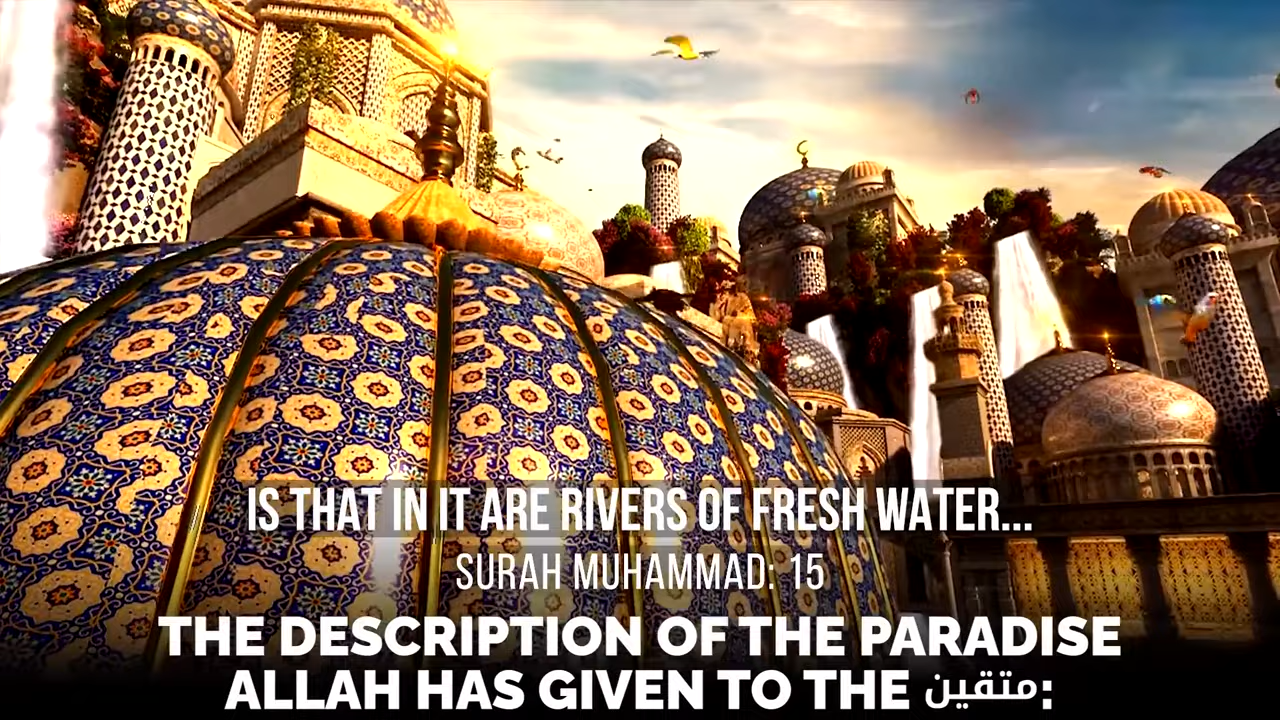 IS THAT IN IT ARE RIVERS OF FRESH WATER...
SURAH MUHAMMAD: 15
THE DESCRIPTION OF THE PARADISE
ALLAH HAS GIVEN TO THE متقين: